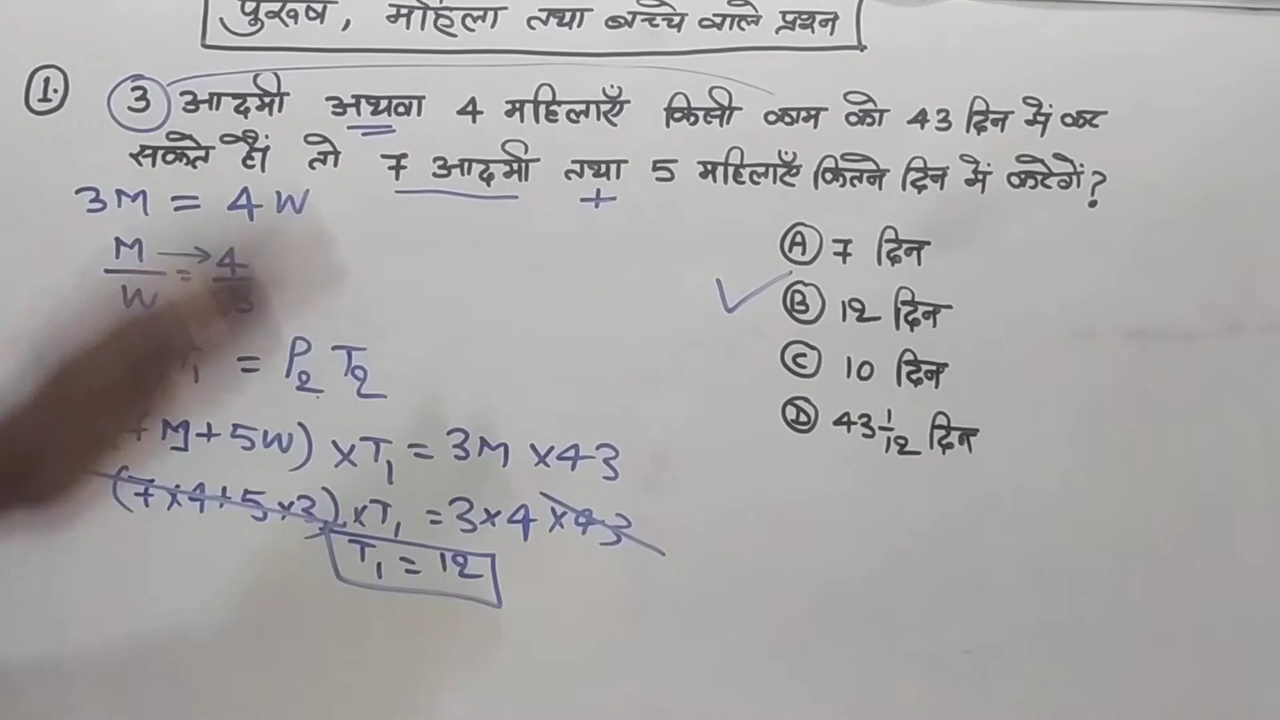 पुरुष, महिला तथा बच्चे वाले प्रश्न
①. ③ आदमी अथवा 4 महिलाएँ किसी काम को 43 दिन में कर
सकते हैं तो 7 आदमी तथा 5 महिलाएँ कितने दिन में करेगें?
+
3M = 4W
M/W → = 4/
Ⓐ 7 दिन
✓ Ⓑ 12 दिन
Ⓒ 10 दिन
Ⓓ 43 1/12 दिन
₁ = P₂ T₂
M + 5W) × T₁ = 3M × 43
(7×4+5×3) × T₁ = 3×4×43
T₁ = 12